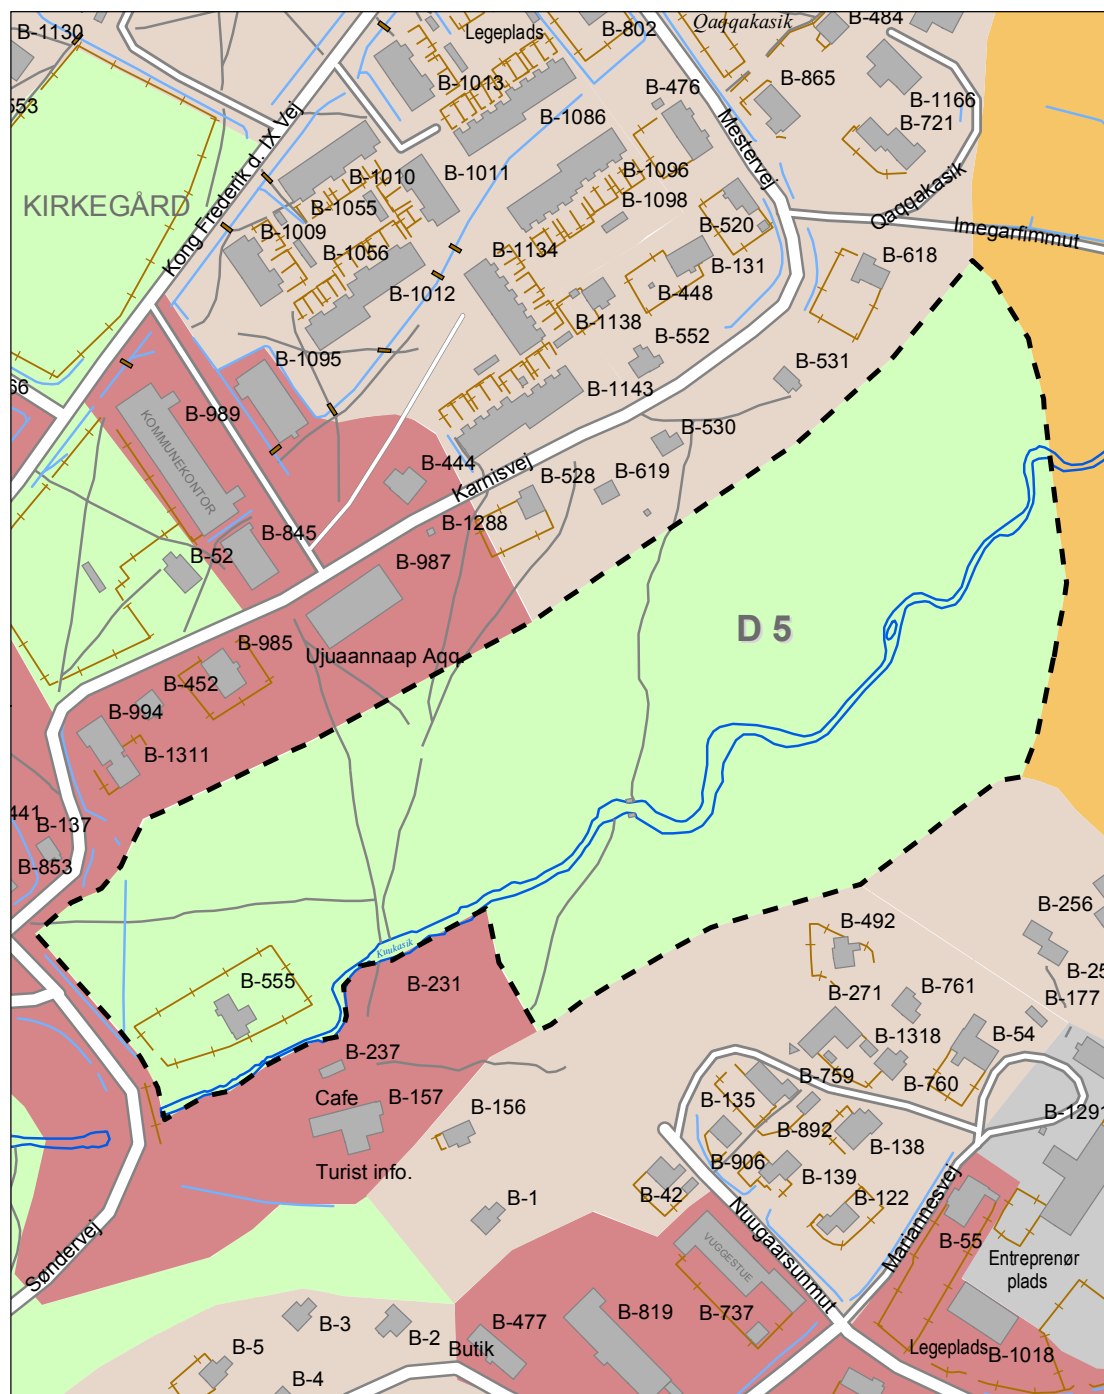 B-1130
Legeplads
B-802
Qaqqakasik
B-484
553
B-1013
B-476
B-865
B-1166
B-721
B-1086
Mestervej
Kong Frederik d. IX Vej
KIRKEGÅRD
B-1010
B-1011
B-1096
B-1098
B-1055
B-1009
B-1056
B-1134
B-520
Qaqqakasik
Imegarfimmut
B-131
B-618
B-1012
B-448
B-1138
B-552
B-1095
B-531
66
B-989
KOMMUNEKONTOR
B-1143
B-530
B-444
Karnisvej
B-528
B-619
B-1288
B-845
B-52
B-987
D 5
B-985
Ujuaannaap Aqq.
B-452
B-994
B-1311
441
B-137
B-853
B-492
B-256
Kuukasik
B-555
B-231
B-25
B-271
B-761
B-177
B-1318
B-54
B-237
B-759
B-760
Cafe
B-157
B-135
B-1291
B-156
B-892
B-138
B-906
B-139
Turist info.
B-42
B-122
B-1
Nuugaarsunmut
Mariannesvej
B-55
Søndervej
VUGGESTUE
Entreprenør
plads
B-3
B-2
B-477
B-819
B-737
Butik
Legeplads
B-1018
B-5
B-4